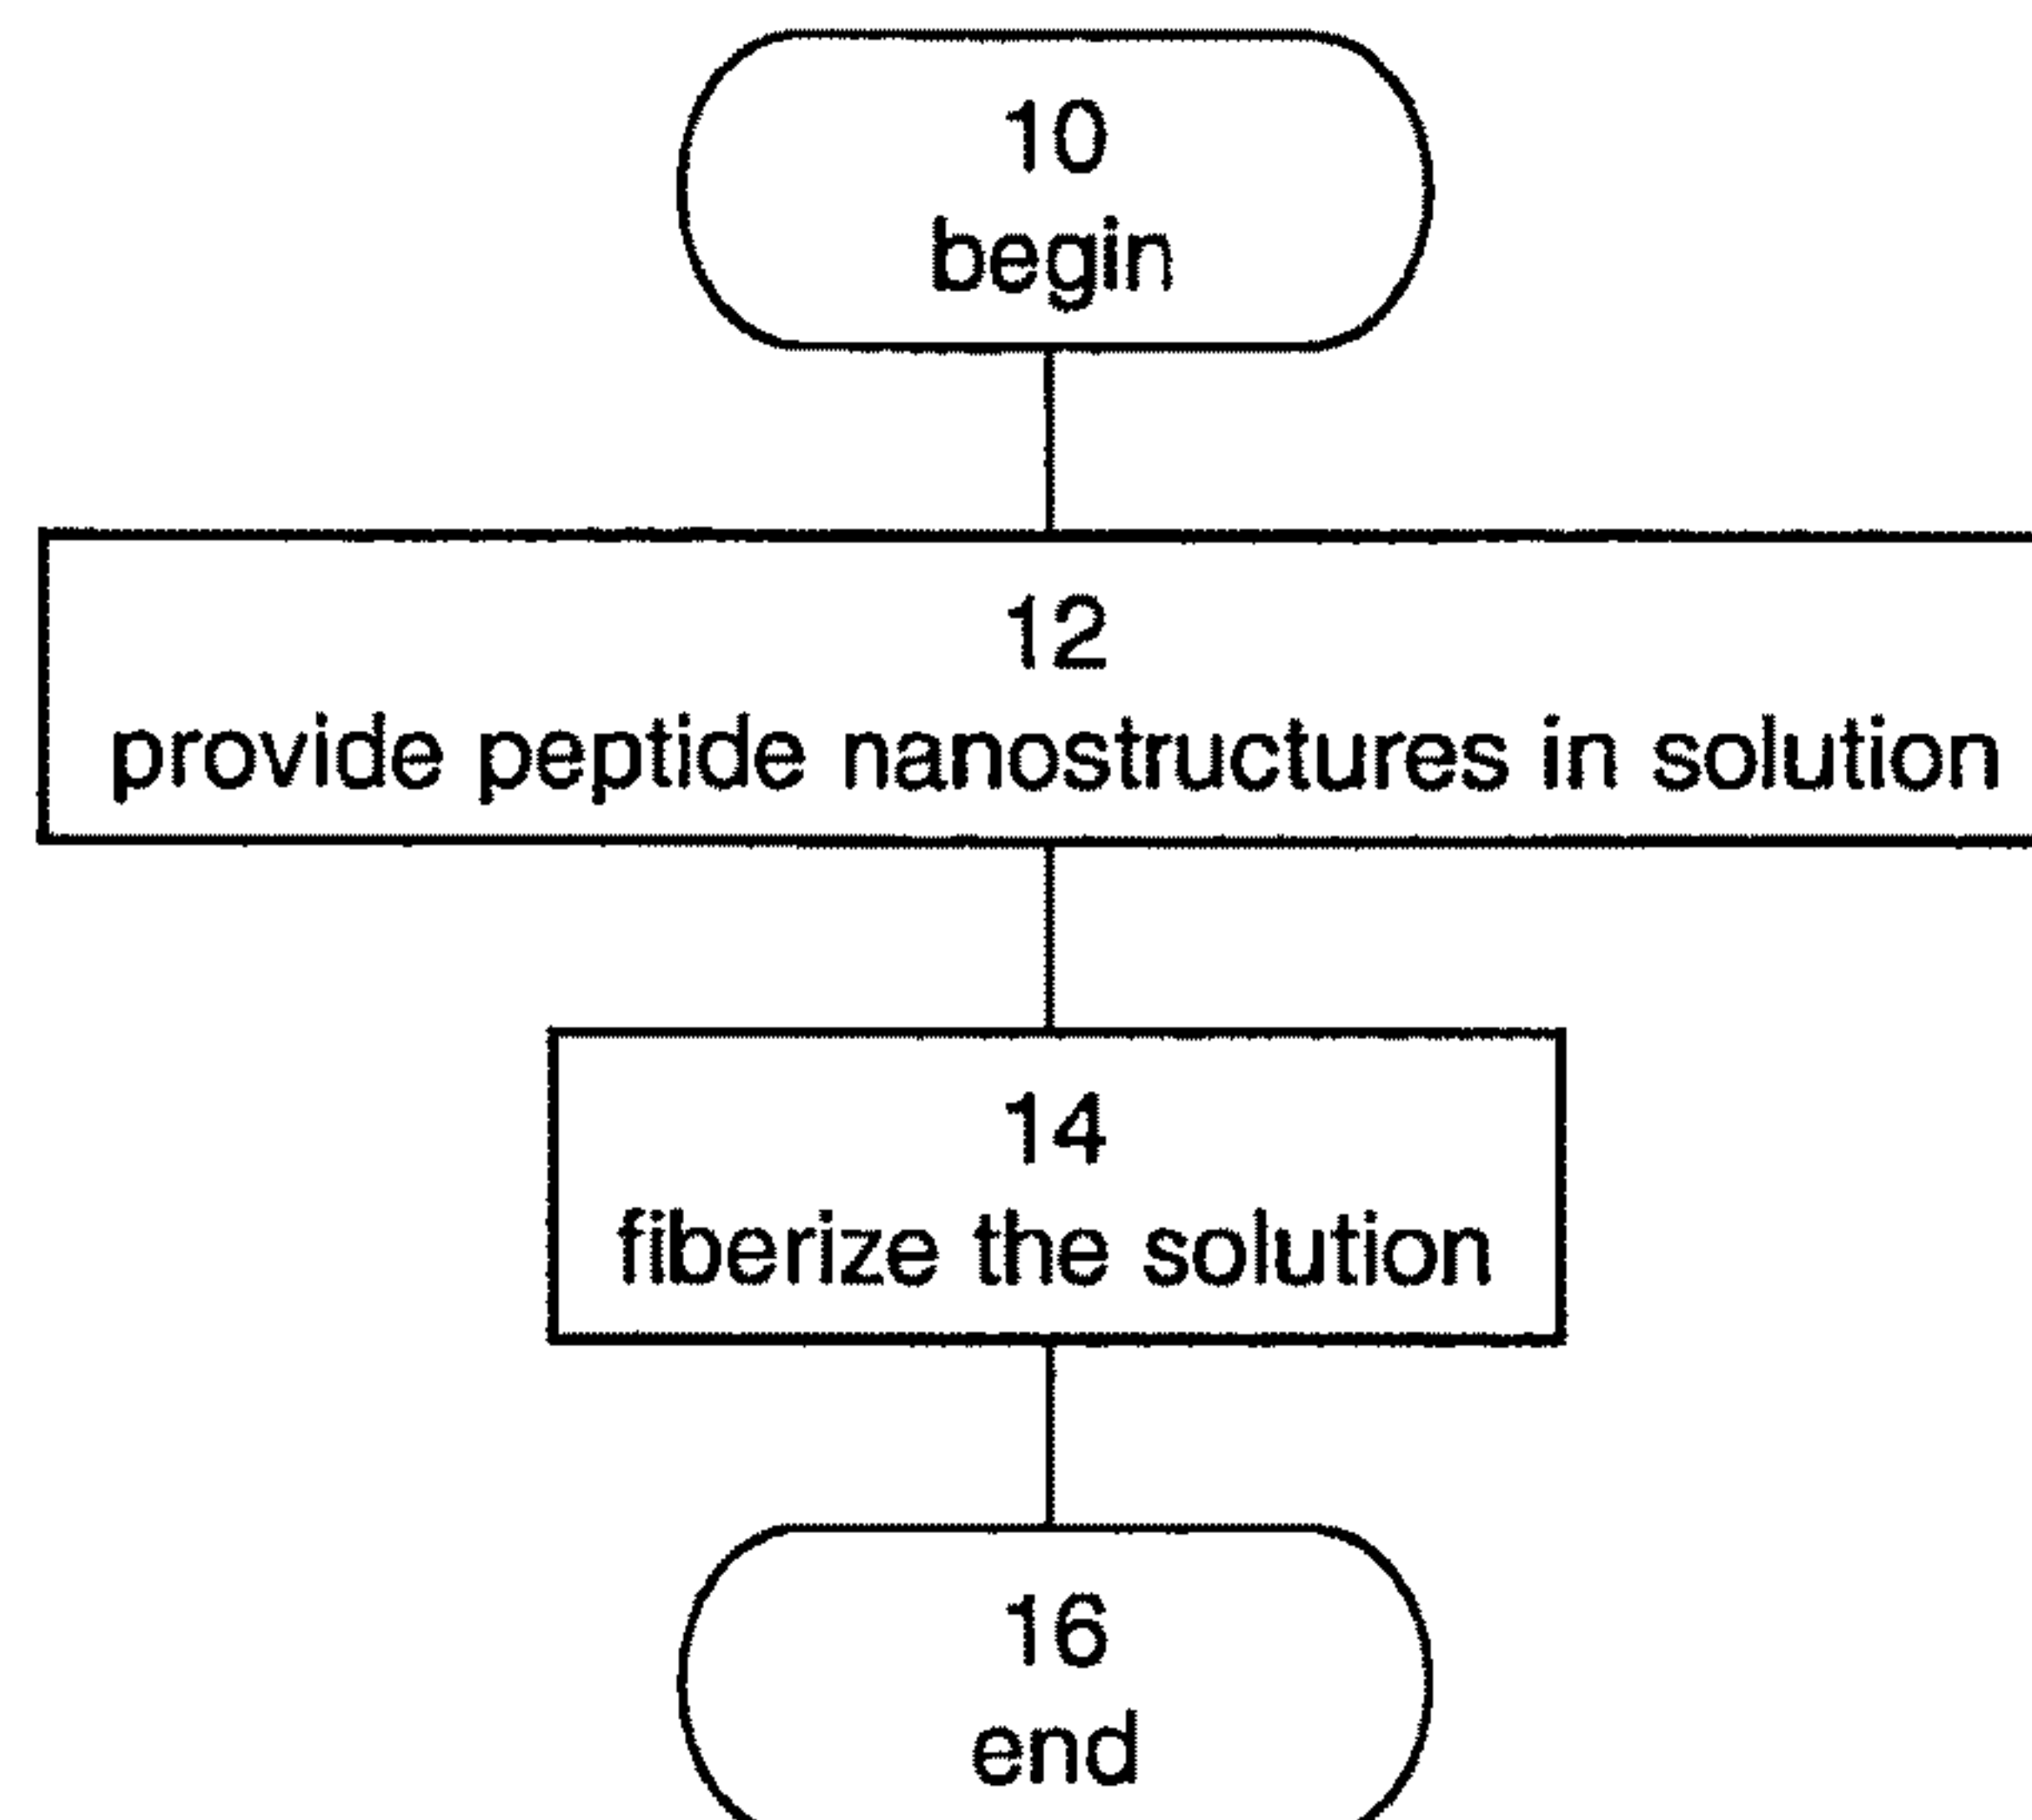 10
begin
12
provide peptide nanostructures in solution
14
fiberize the solution
16
end